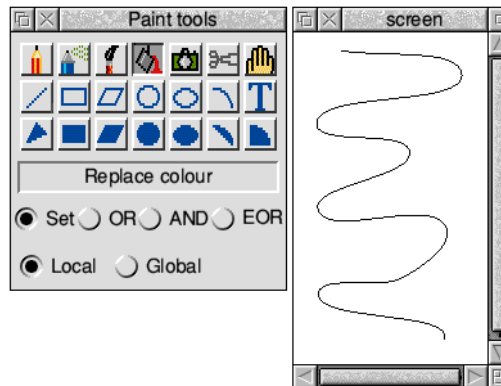 Paint tools
screen
T
Replace colour
Set OR AND EOR
Local Global